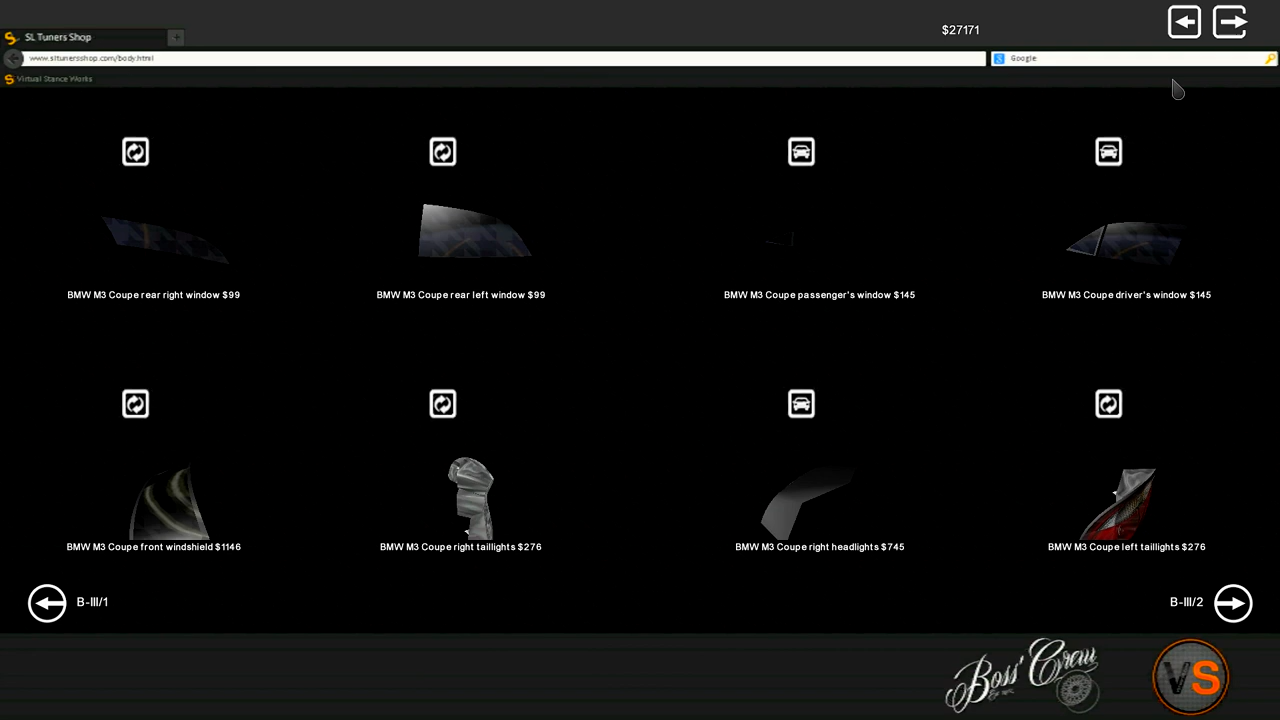 $27171
SL Tuners Shop
www.sltunersshop.com/body.html
Google
Virtual Stance Works
BMW M3 Coupe rear right window $99
BMW M3 Coupe rear left window $99
BMW M3 Coupe passenger's window $145
BMW M3 Coupe driver's window $145
BMW M3 Coupe front windshield $1146
BMW M3 Coupe right taillights $276
BMW M3 Coupe right headlights $745
BMW M3 Coupe left taillights $276
B-III/1
B-III/2
Boss' Crew
VS